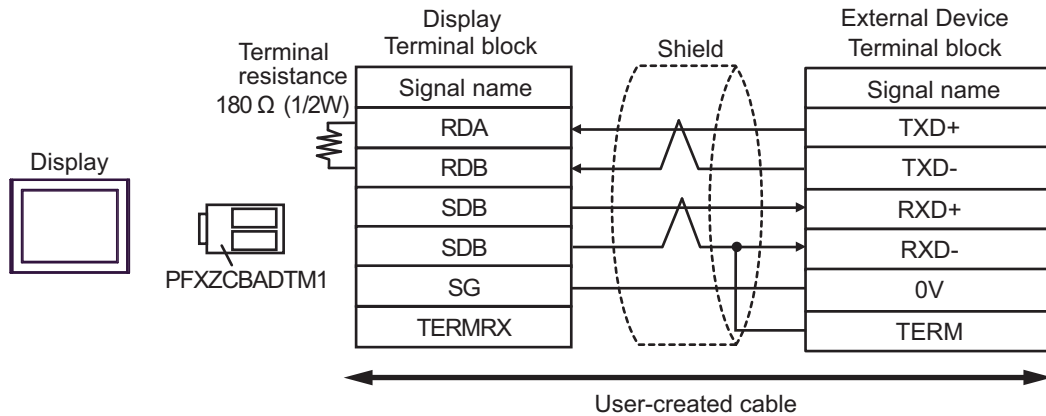 Display
Terminal block
External Device
Terminal block
Shield
Terminal
resistance
180 Ω (1/2W)
Signal name
Signal name
RDA
TXD+
RDB
TXD-
SDB
RXD+
SDB
RXD-
SG
0V
TERMRX
TERM
Display
PFXZCBADTM1
User-created cable